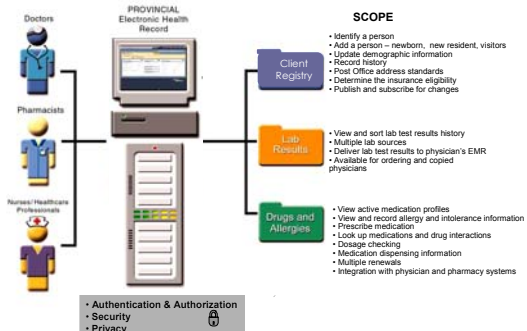 Doctors
PROVINCIAL
Electronic Health
Record
SCOPE
Client
Registry
• Identify a person
• Add a person – newborn, new resident, visitors
• Update demographic information
• Record history
• Post Office address standards
• Determine the insurance eligibility
• Publish and subscribe for changes
Pharmacists
Lab
Results
• View and sort lab test results history
• Multiple lab sources
• Deliver lab test results to physician's EMR
• Available for ordering and copied
physicians
Nurses/Healthcare
Professionals
Drugs and
Allergies
• View active medication profiles
• View and record allergy and intolerance information
• Prescribe medication
• Look up medications and drug interactions
• Dosage checking
• Medication dispensing information
• Multiple renewals
• Integration with physician and pharmacy systems
• Authentication & Authorization
• Security
• Privacy